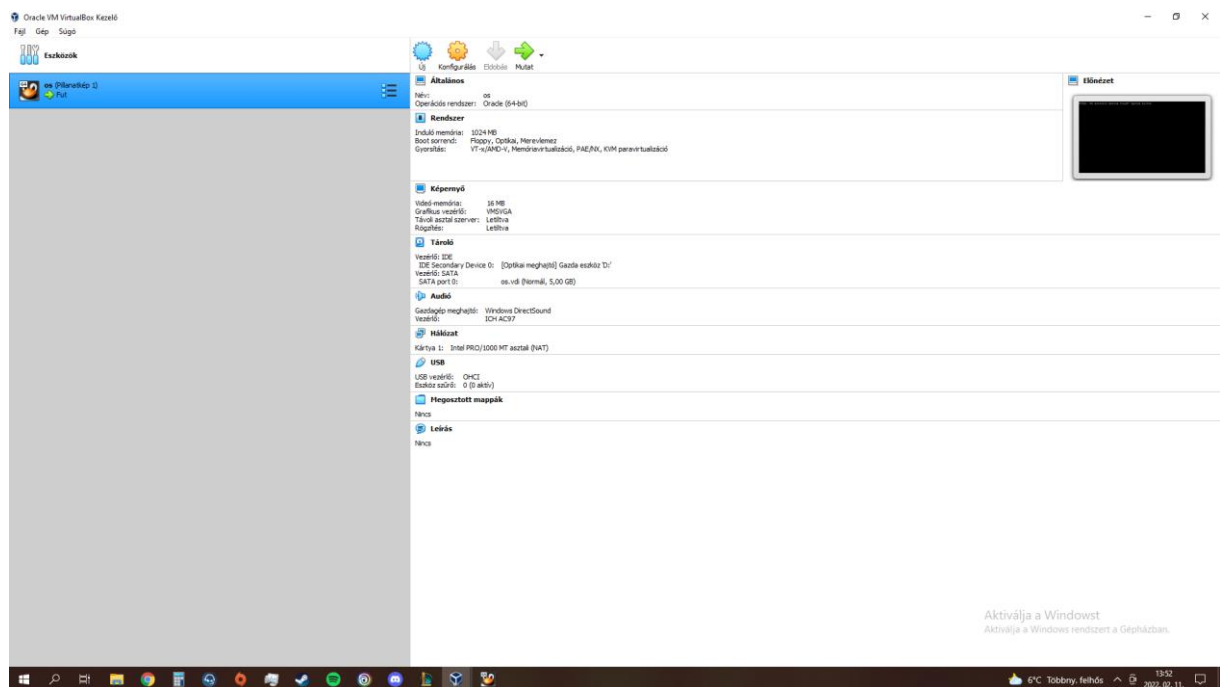 Oracle VM VirtualBox Kezelő
Fájl Gép Súgó
Eszközök
Új Konfigurálás Eldobás Mutat
os (Pillanatkép 1)
Fut
Általános
Név: os
Operációs rendszer: Oracle (64-bit)
Rendszer
Induló memória: 1024 MB
Boot sorrend: Floppy, Optikai, Merevlemez
Gyorsítás: VT-x/AMD-V, Memóriavirtualizáció, PAE/NX, KVM paravirtualizáció
Előnézet
Képernyő
Videó-memória: 16 MB
Grafikus vezérlő: VMSVGA
Távoli asztal szerver: Letiltva
Rögzítés: Letiltva
Tároló
Vezérlő: IDE
IDE Secondary Device 0: [Optikai meghajtó] Gazda eszköz 'D:'
Vezérlő: SATA
SATA port 0: os.vdi (Normál, 5,00 GB)
Audió
Gazdagép meghajtó: Windows DirectSound
Vezérlő: ICH AC97
Hálózat
Kártya 1: Intel PRO/1000 MT asztali (NAT)
USB
USB vezérlő: OHCI
Eszköz szűrő: 0 (0 aktív)
Megosztott mappák
Nincs
Leírás
Nincs
Aktiválja a Windowst
Aktiválja a Windows rendszert a Gépházban.
6°C Többny. felhős
13:52
2022. 02. 11.